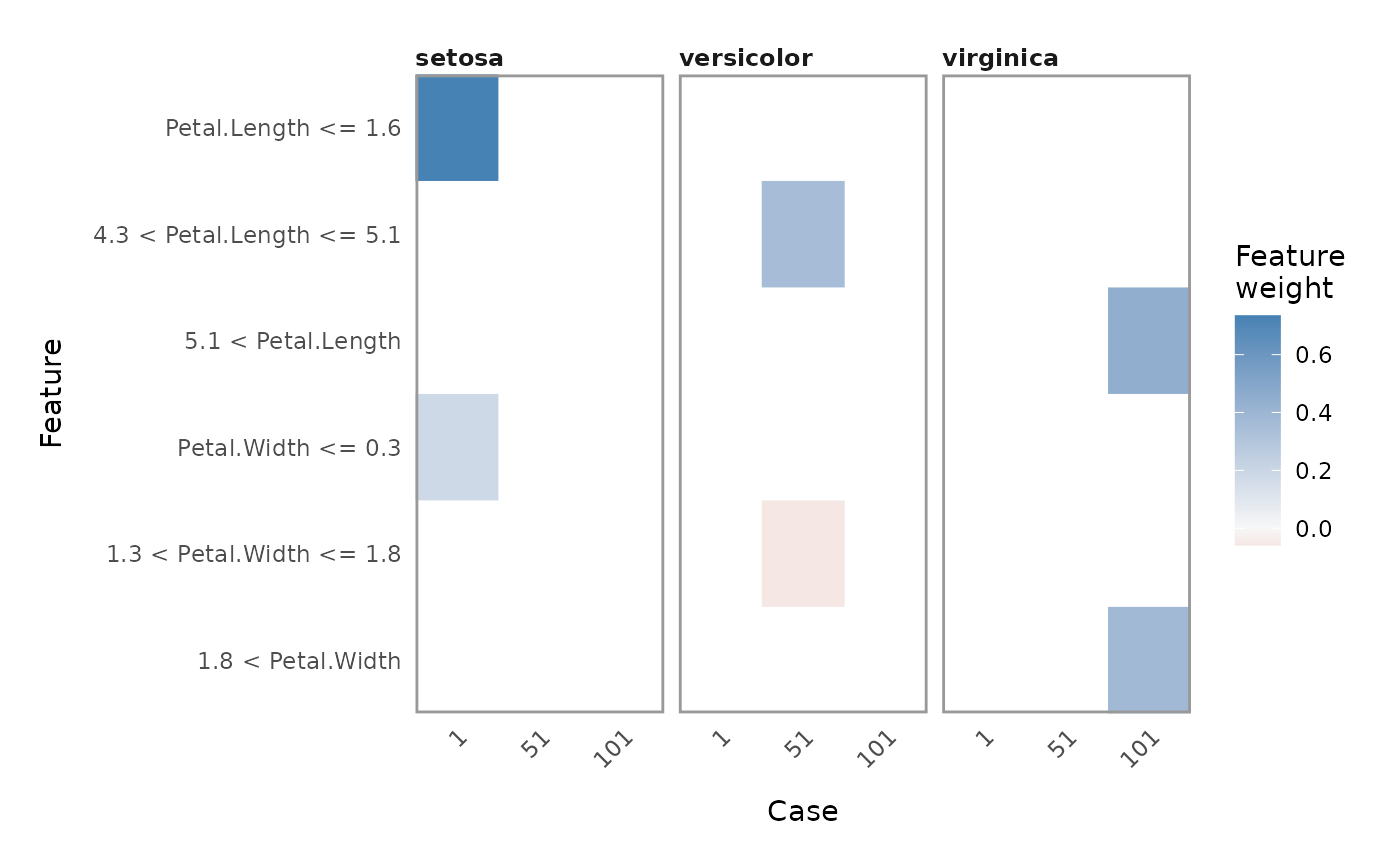 setosa
versicolor
virginica
Petal.Length <= 1.6
4.3 < Petal.Length <= 5.1
5.1 < Petal.Length
Petal.Width <= 0.3
1.3 < Petal.Width <= 1.8
1.8 < Petal.Width
Feature
1
51
101
1
51
101
1
51
101
Case
Feature
weight
0.6
0.4
0.2
0.0